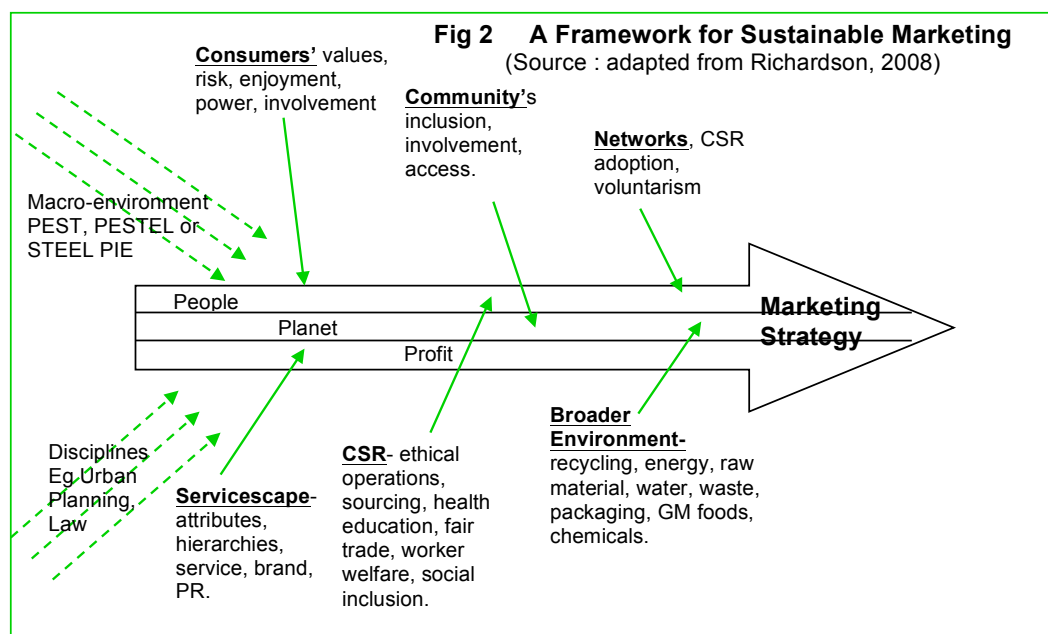 Fig 2 A Framework for Sustainable Marketing
(Source : adapted from Richardson, 2008)
Consumers’ values,
risk, enjoyment,
power, involvement
Community’s
inclusion,
involvement,
access.
Networks, CSR
adoption,
voluntarism
Macro-environment
PEST, PESTEL or
STEEL PIE
People
Planet
Profit
Marketing
Strategy
Disciplines
Eg Urban
Planning,
Law
Servicescape-
attributes,
hierarchies,
service, brand,
PR.
CSR- ethical
operations,
sourcing, health
education, fair
trade, worker
welfare, social
inclusion.
Broader
Environment-
recycling, energy, raw
material, water, waste,
packaging, GM foods,
chemicals.